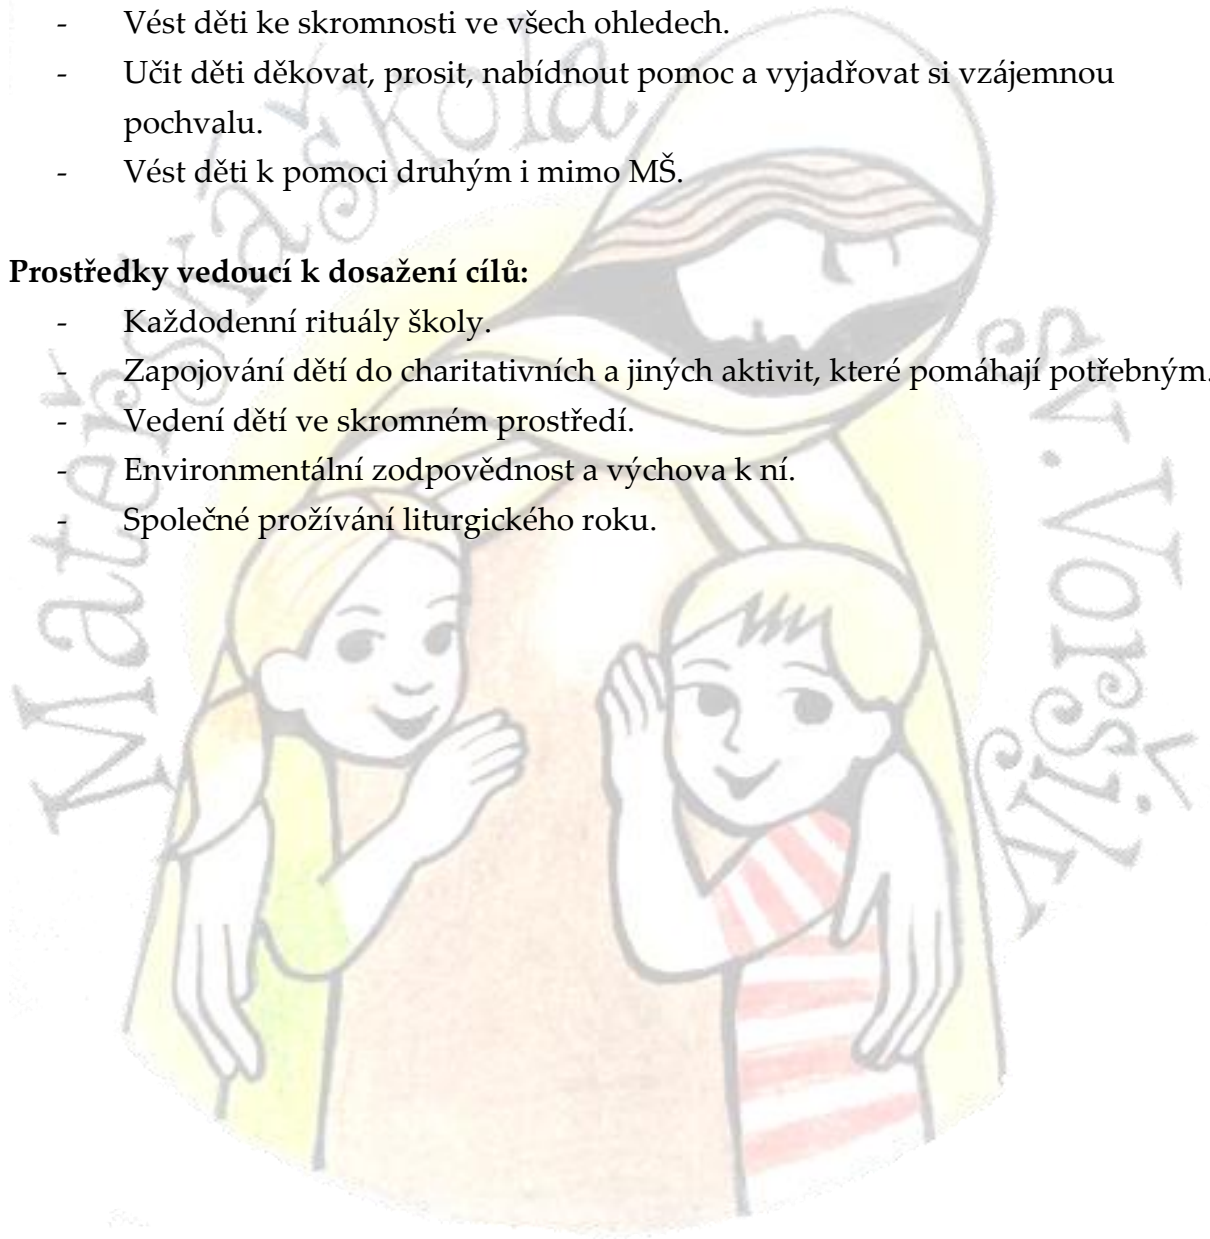 - Vést děti ke skromnosti ve všech ohledech.
- Učit děti děkovat, prosit, nabídnout pomoc a vyjadřovat si vzájemnou
pochvalu.
- Vést děti k pomoci druhým i mimo MŠ.
Prostředky vedoucí k dosažení cílů:
- Každodenní rituály školy.
- Zapojování dětí do charitativních a jiných aktivit, které pomáhají potřebným.
- Vedení dětí ve skromném prostředí.
- Environmentální zodpovědnost a výchova k ní.
- Společné prožívání liturgického roku.
Mateřská škola
sv. Voršily